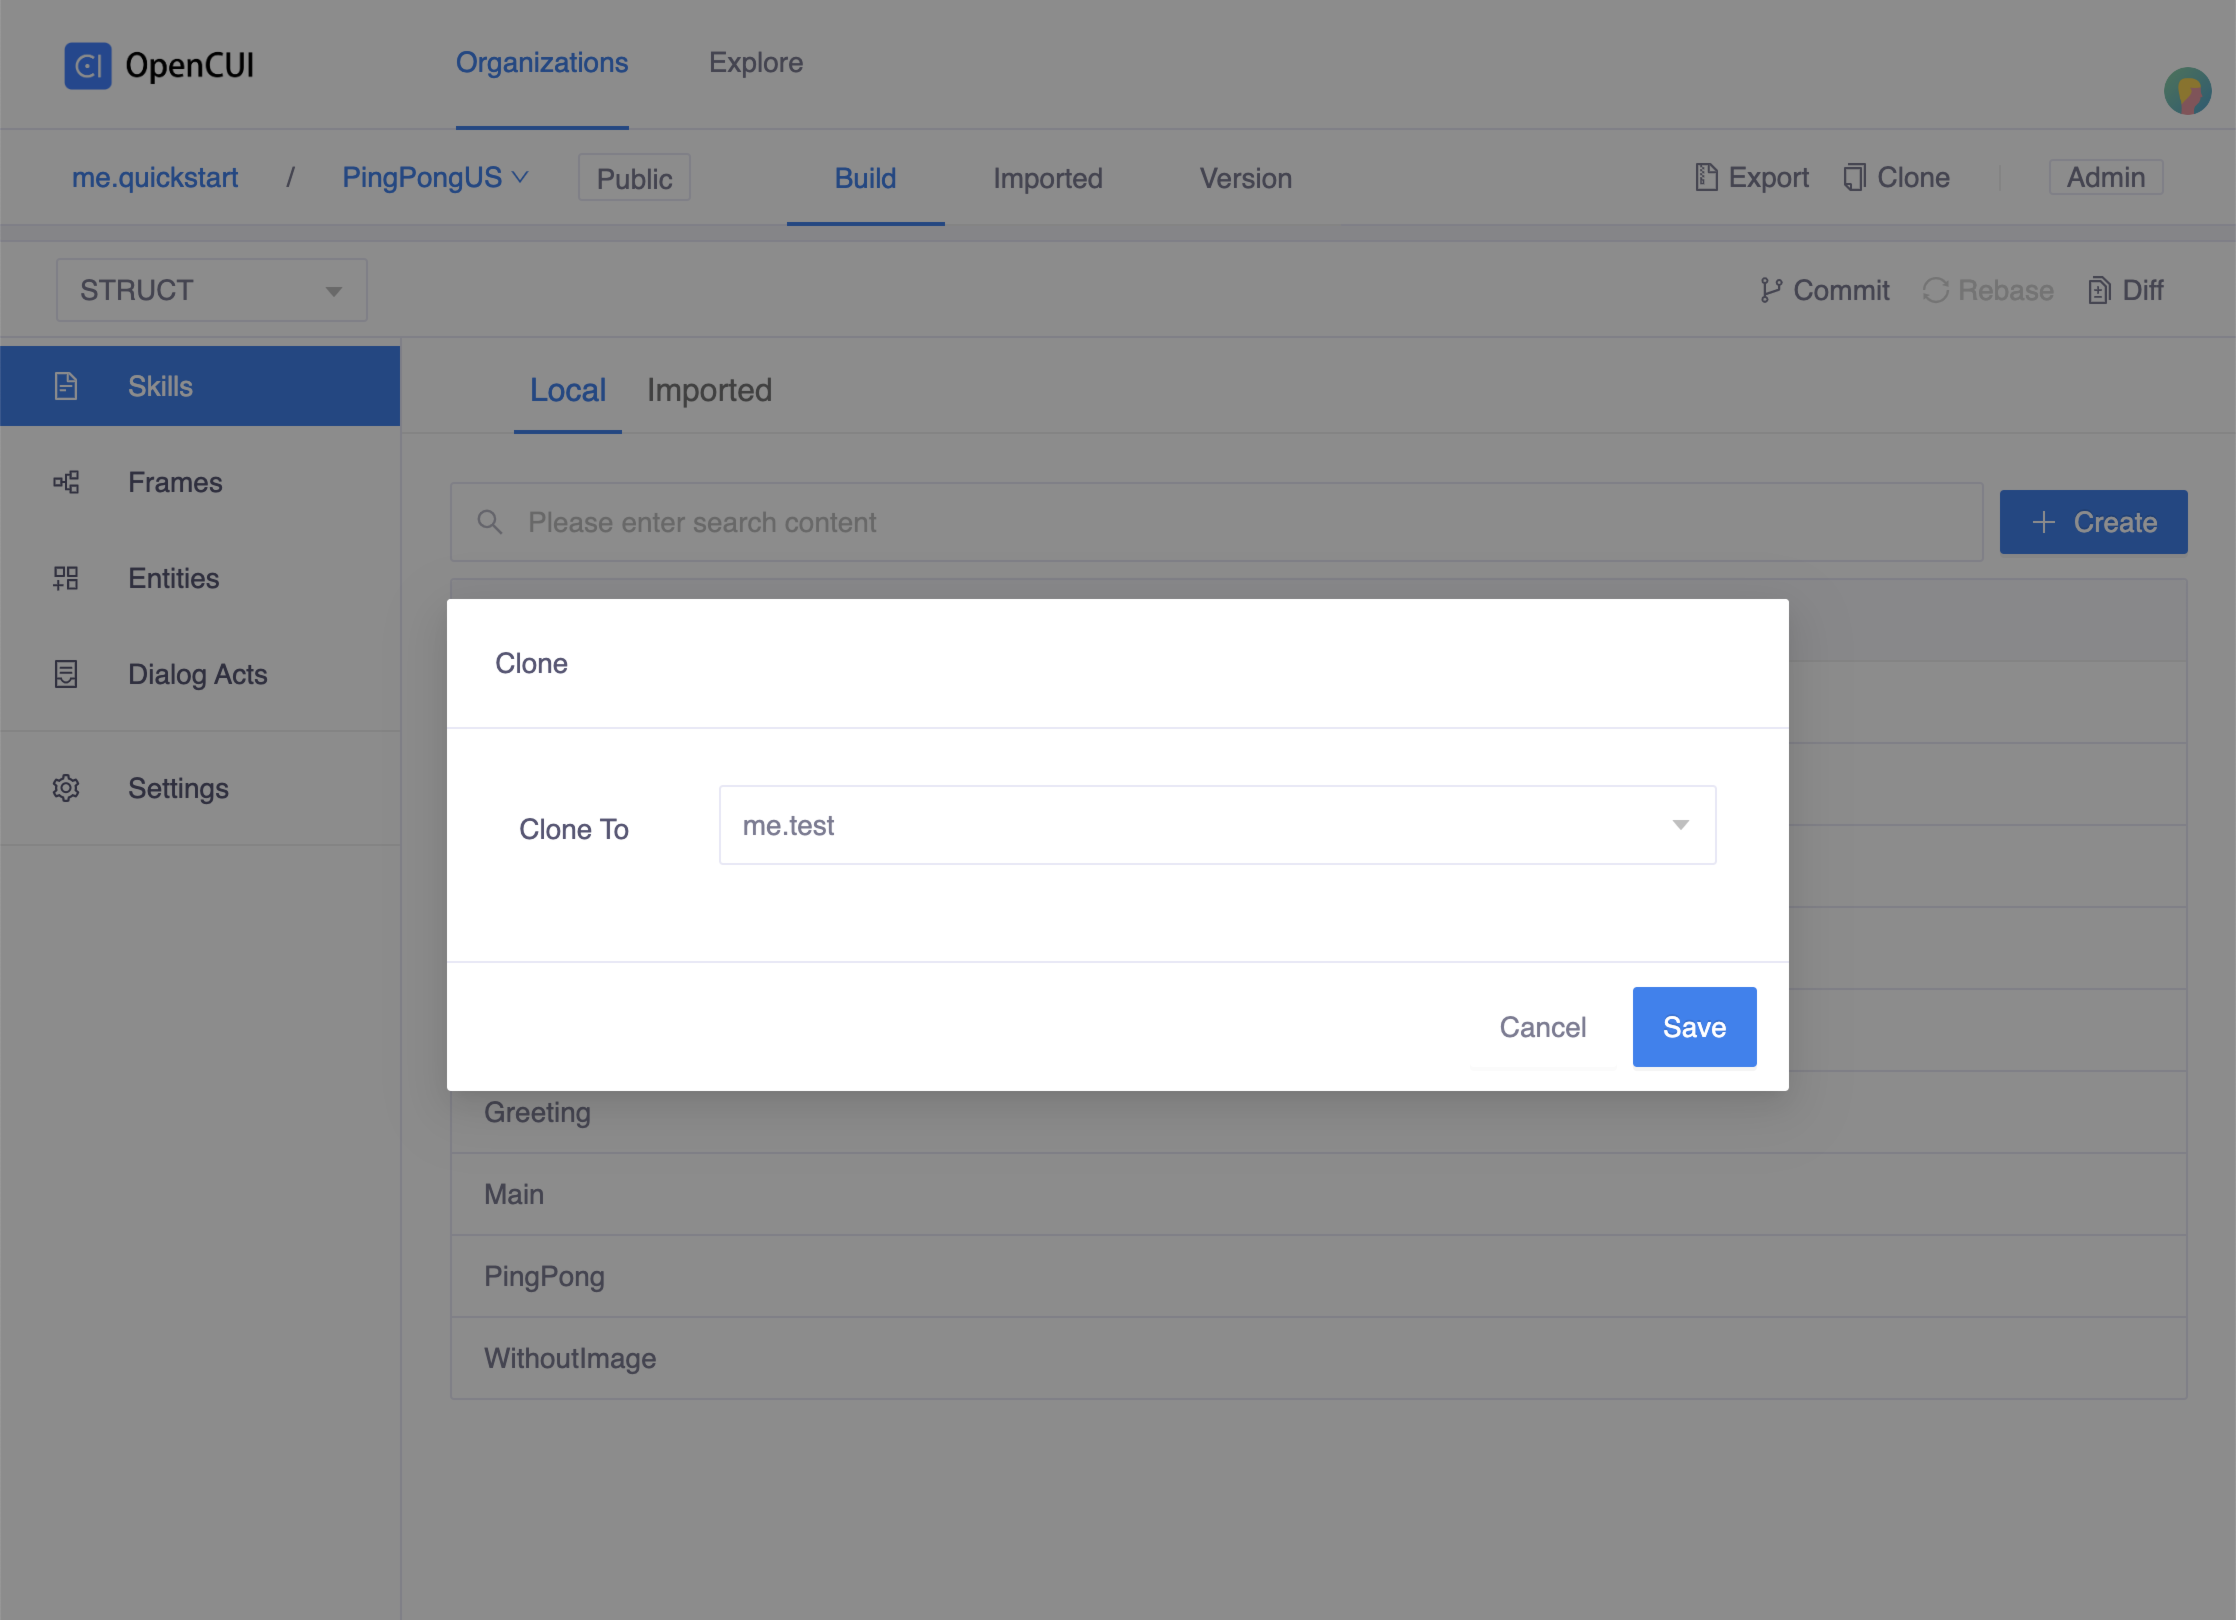 OpenCUI
Organizations
Explore
me.quickstart / PingPongUS
Public
Build
Imported
Version
Export
Clone
Admin
STRUCT
Commit
Rebase
Diff
Skills
Frames
Entities
Dialog Acts
Settings
Local
Imported
Please enter search content
Create
Clone
Clone To
me.test
Cancel
Save
Greeting
Main
PingPong
WithoutImage